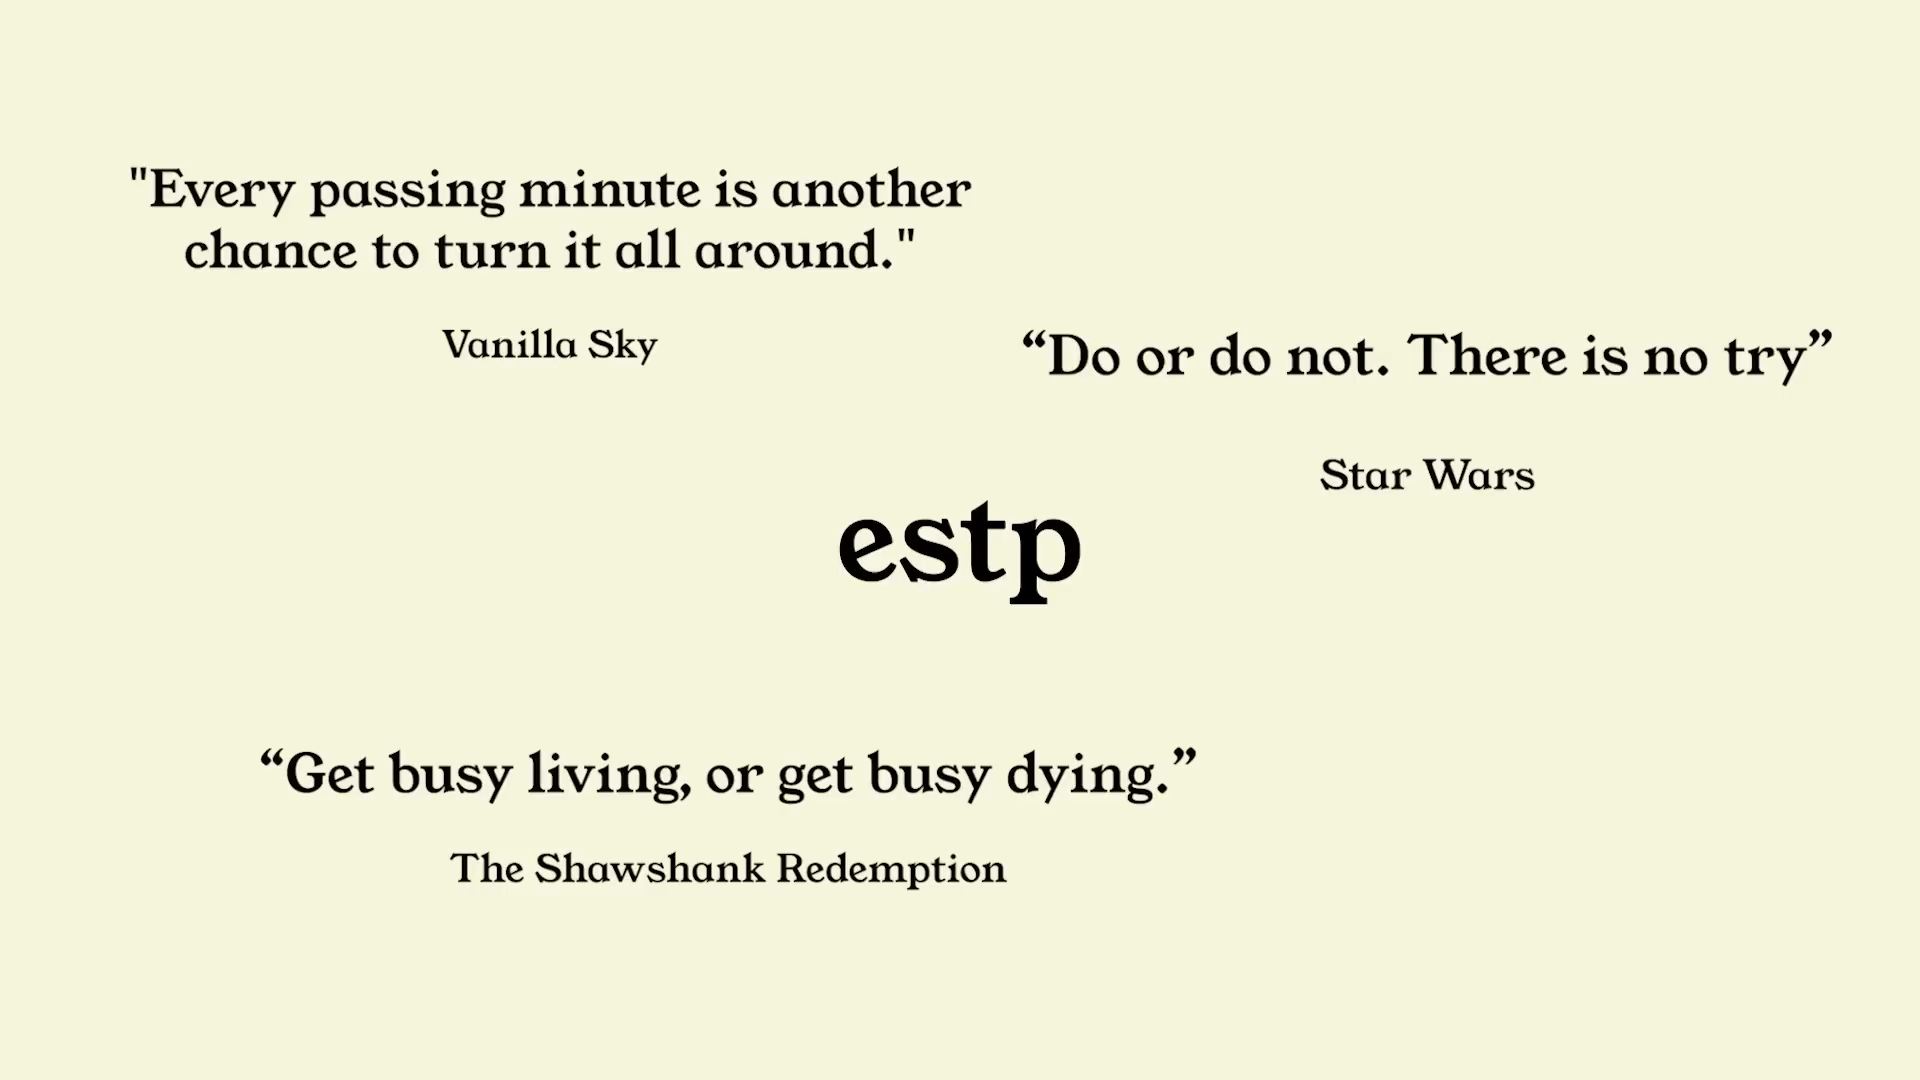 "Every passing minute is another
chance to turn it all around."
Vanilla Sky
“Do or do not. There is no try”
Star Wars
estp
“Get busy living, or get busy dying.”
The Shawshank Redemption